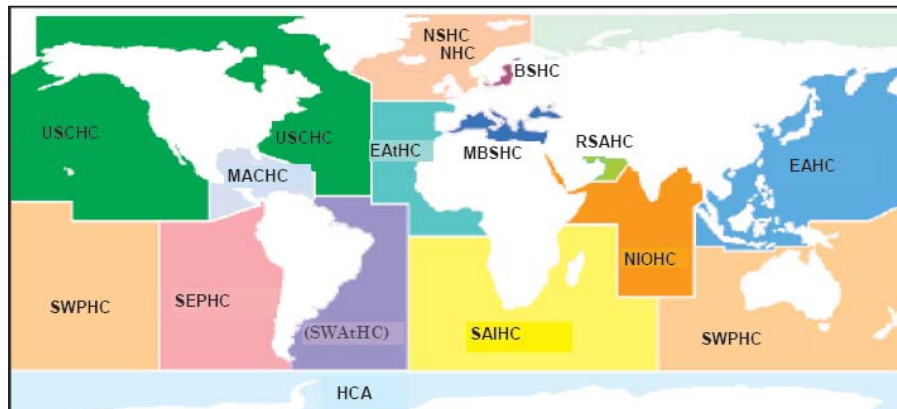 NSHC
NHC
BSHC
USCHC
USCHC
EAtHC
MBSHC
RSAHC
EAHC
MACHC
NIOHC
SWPHC
SEPHC
(SWAtHC)
SAIHC
SWPHC
HCA